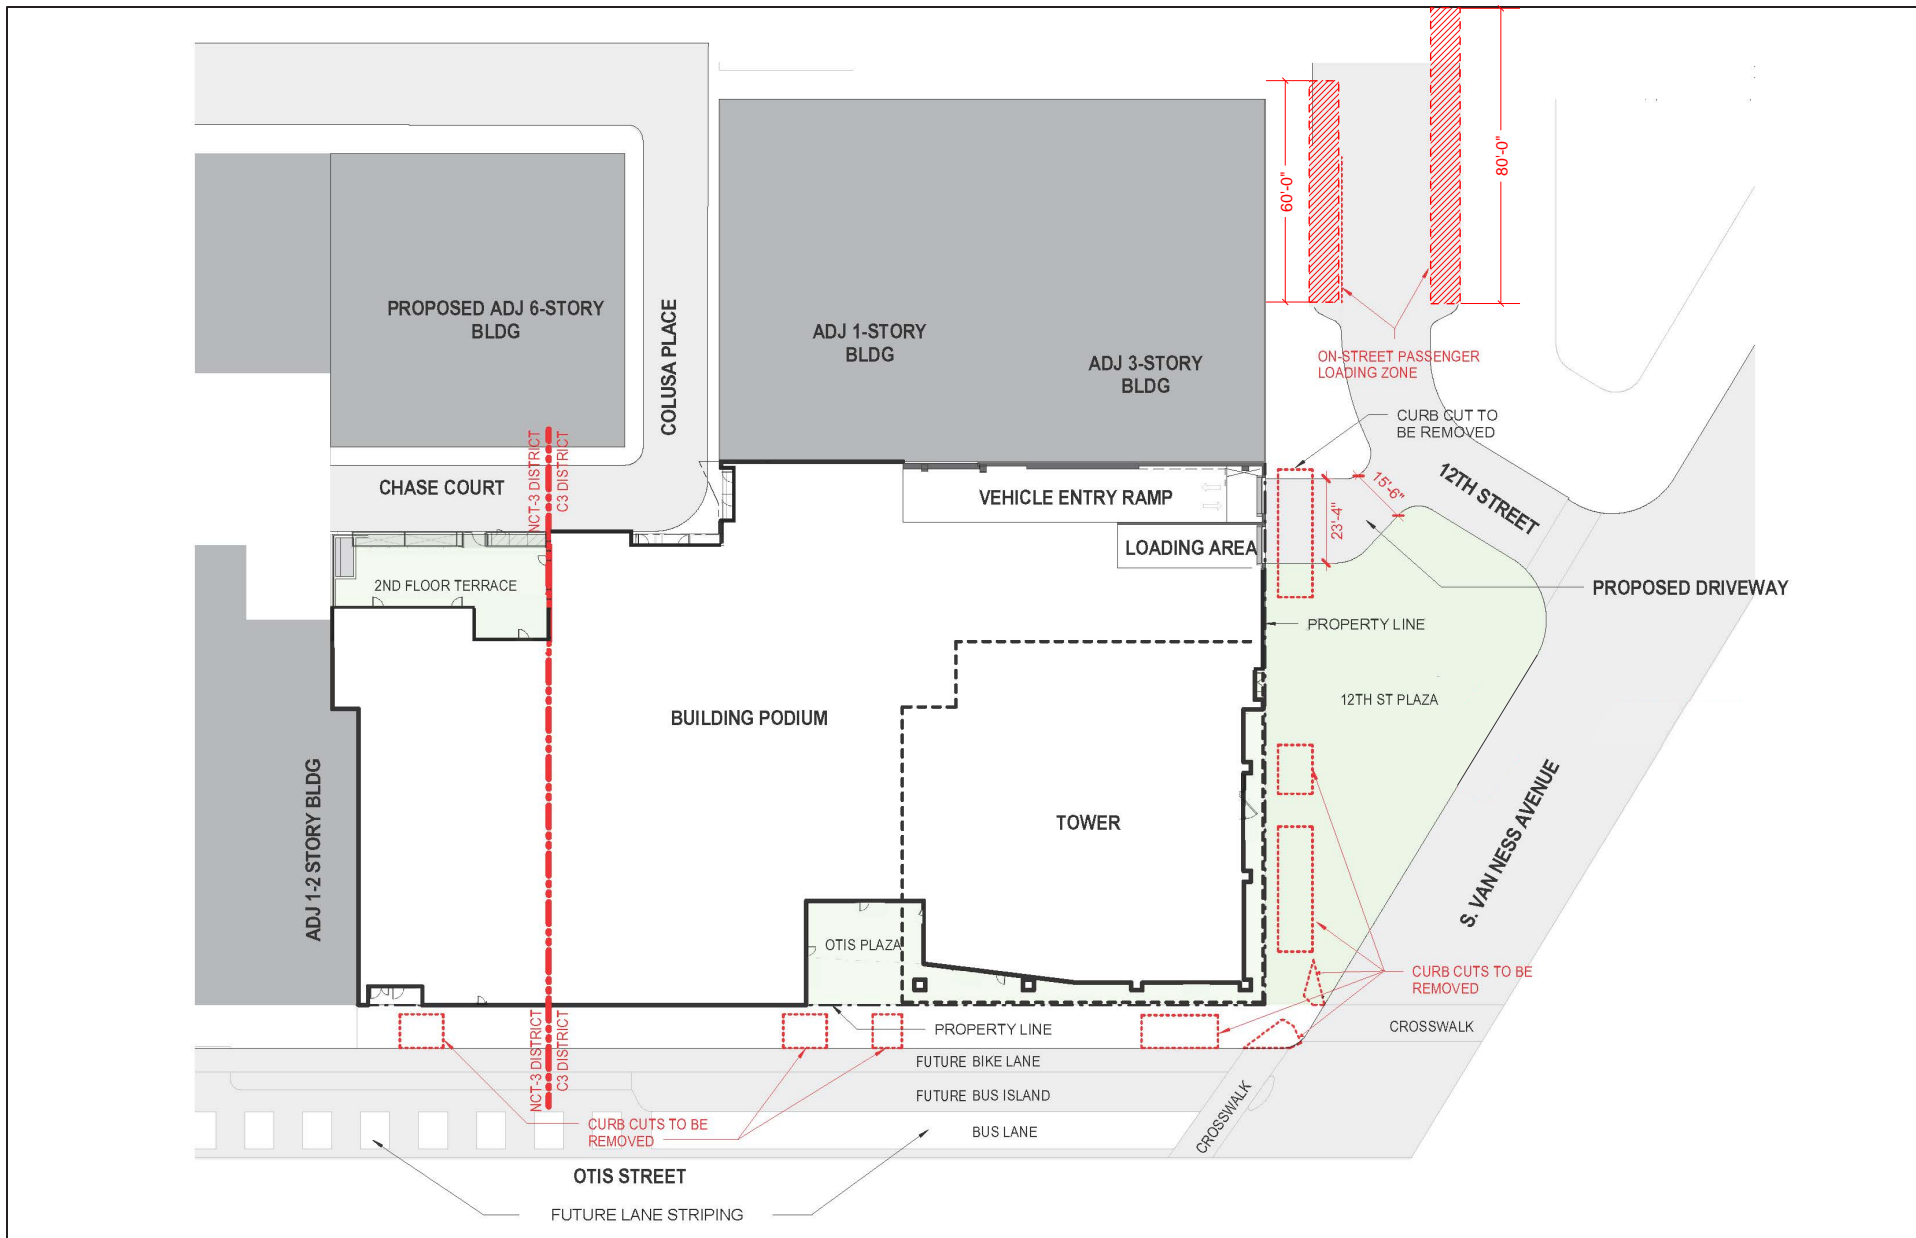 80'-0"
60'-0"
PROPOSED ADJ 6-STORY
BLDG
COLUSA PLACE
ADJ 1-STORY
BLDG
ADJ 3-STORY
BLDG
ON-STREET PASSENGER
LOADING ZONE
CURB CUT TO
BE REMOVED
NCT-3 DISTRICT
C3 DISTRICT
CHASE COURT
VEHICLE ENTRY RAMP
15'-6"
12TH STREET
23'-4"
LOADING AREA
2ND FLOOR TERRACE
PROPOSED DRIVEWAY
PROPERTY LINE
12TH ST PLAZA
BUILDING PODIUM
TOWER
ADJ 1-2 STORY BLDG
S. VAN NESS AVENUE
OTIS PLAZA
CURB CUTS TO BE
REMOVED
PROPERTY LINE
CROSSWALK
NCT-3 DISTRICT
C3 DISTRICT
FUTURE BIKE LANE
FUTURE BUS ISLAND
CROSSWALK
CURB CUTS TO BE
REMOVED
BUS LANE
OTIS STREET
FUTURE LANE STRIPING